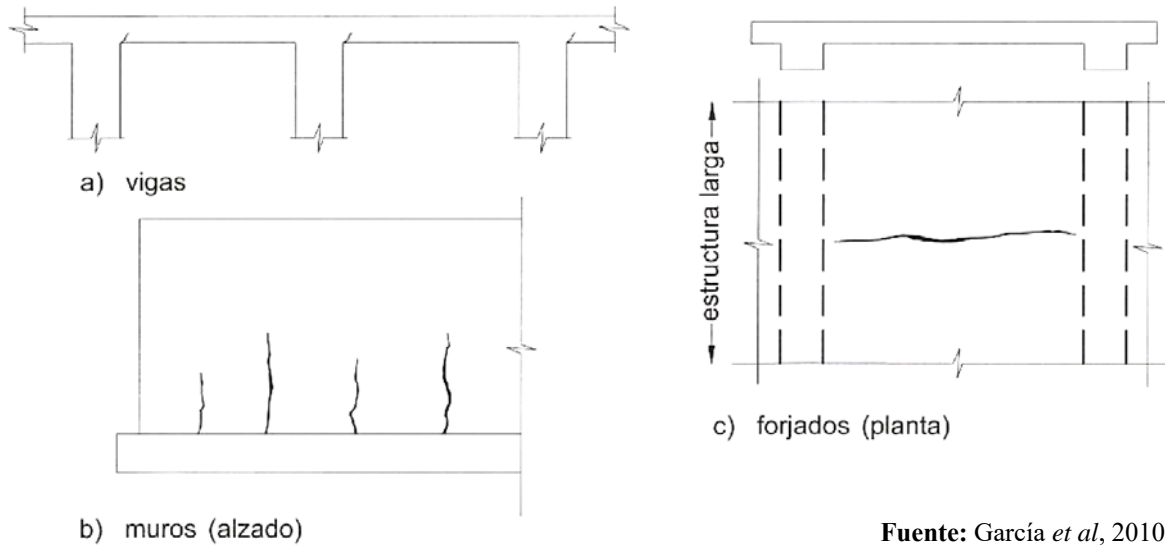 a) vigas
estructura larga
b) muros (alzado)
c) forjados (planta)
Fuente: García et al, 2010